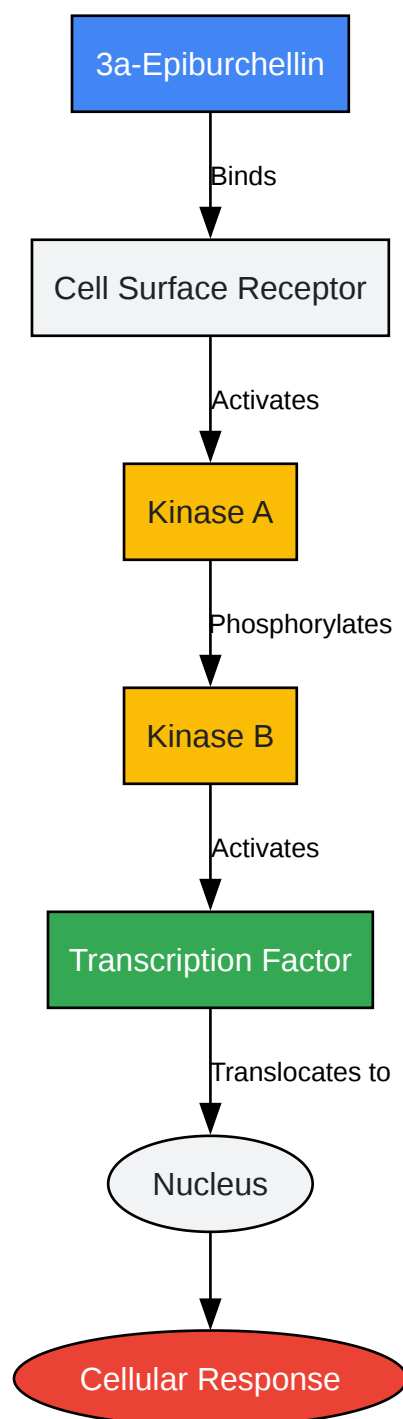 3a-Epiburchellin
Binds
Cell Surface Receptor
Activates
Kinase A
Phosphorylates
Kinase B
Activates
Transcription Factor
Translocates to
Nucleus
Cellular Response